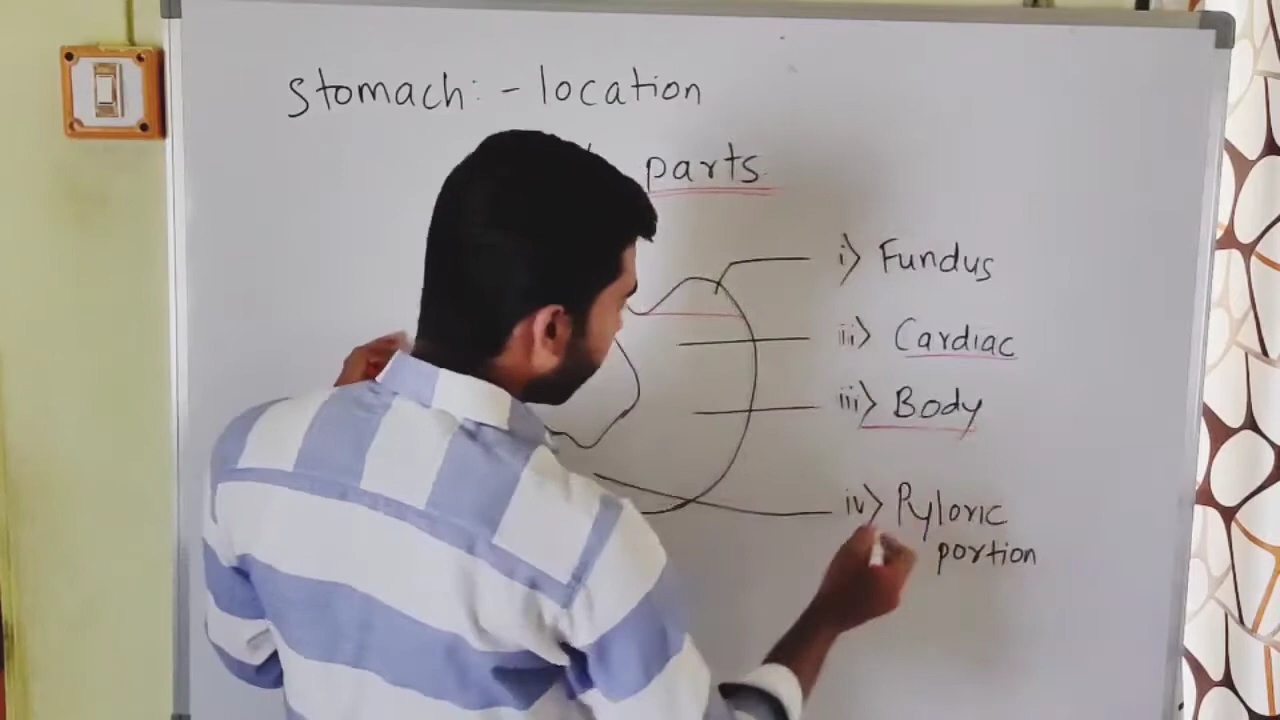 Stomach:- location
parts
i> Fundus
ii> Cardiac
iii> Body
iv> Pyloric
portion